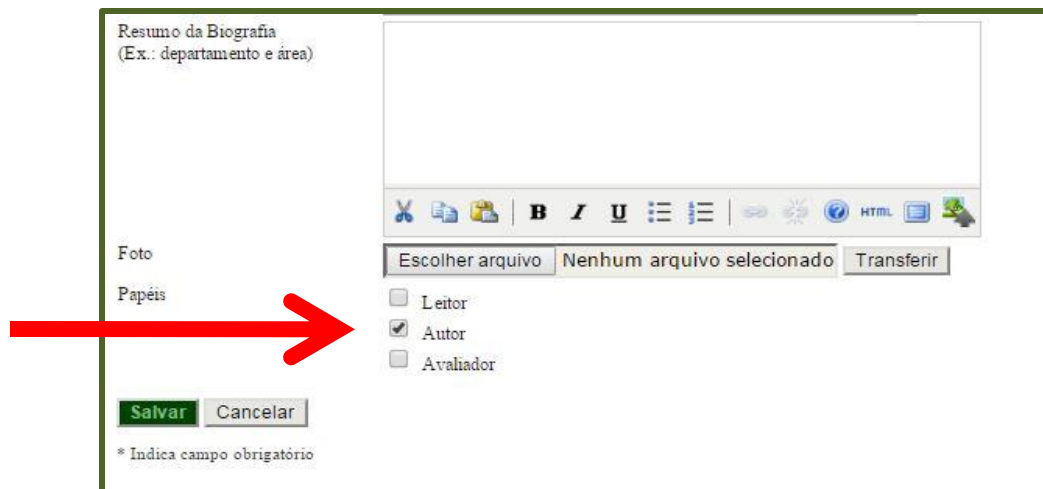 Resumo da Biografia
(Ex.: departamento e área)
B I U HTML
Foto
Escolher arquivo Nenhum arquivo selecionado Transferir
Papéis
Leitor
Autor
Avaliador
Salvar Cancelar
* Indica campo obrigatório